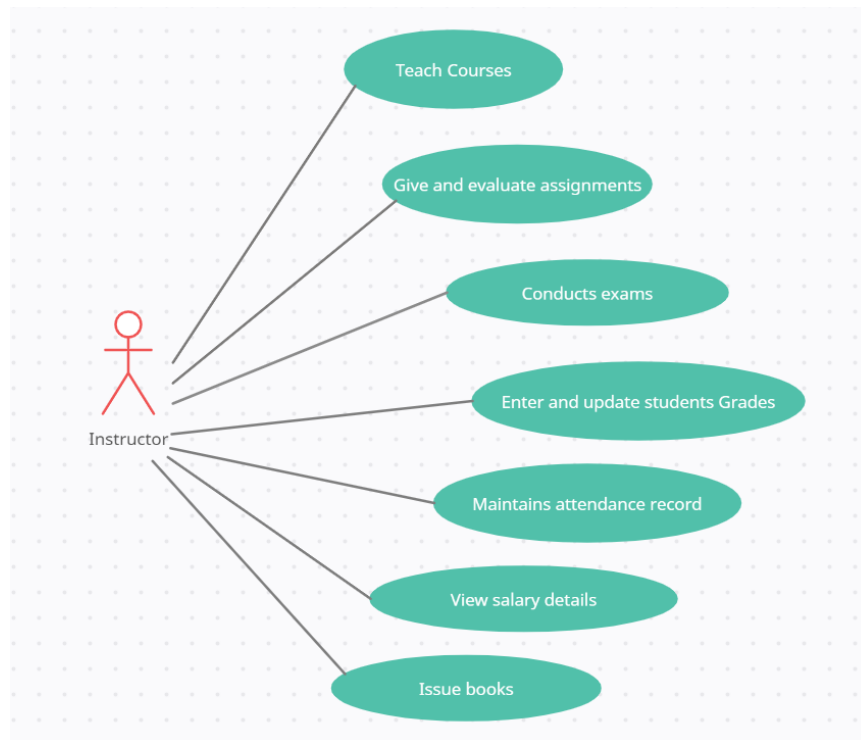 Teach Courses
Give and evaluate assignments
Conducts exams
Enter and update students Grades
Instructor
Maintains attendance record
View salary details
Issue books